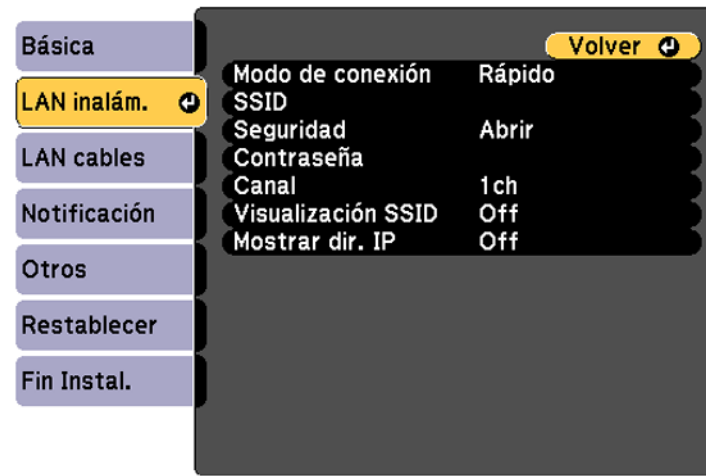 Básica
LAN inalám.
LAN cables
Notificación
Otros
Restablecer
Fin Instal.
Volver
Modo de conexión Rápido
SSID
Seguridad Abrir
Contraseña
Canal 1ch
Visualización SSID Off
Mostrar dir. IP Off